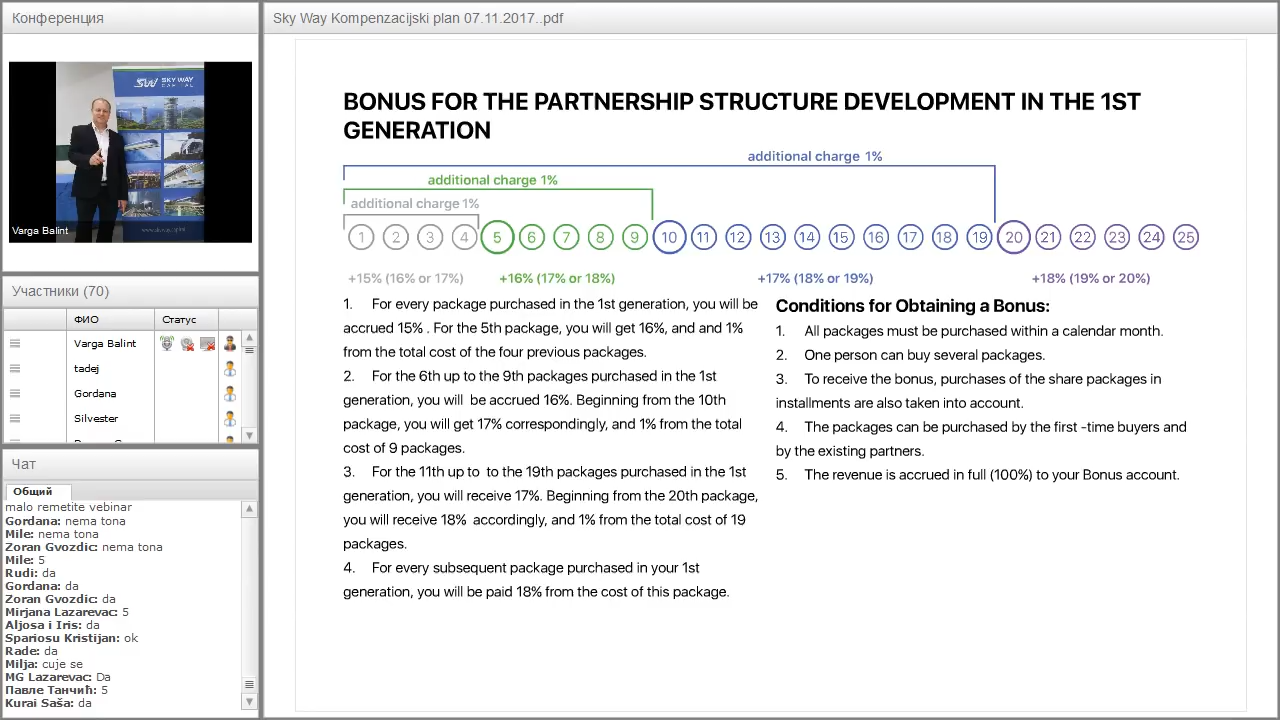 Конференция
SKY WAY
CAPITAL
Varga Balint
Участники (70)
ФИО Статус
Varga Balint
tadej
Gordana
Silvester
Чат
Общий
malo remetite vebinar
Gordana: nema tona
Mile: nema tona
Zoran Gvozdic: nema tona
Mile: 5
Rudi: da
Gordana: da
Zoran Gvozdic: da
Mirjana Lazarevac: 5
Aljosa i Iris: da
Spariosu Kristijan: ok
Rade: da
Milja: cuje se
MG Lazarevac: Da
Павле Танчић: 5
Kurai Saša: da
Sky Way Kompenzacijski plan 07.11.2017..pdf
BONUS FOR THE PARTNERSHIP STRUCTURE DEVELOPMENT IN THE 1ST
GENERATION
additional charge 1%
additional charge 1%
additional charge 1%
1 2 3 4 5 6 7 8 9 10 11 12 13 14 15 16 17 18 19 20 21 22 23 24 25
+15% (16% or 17%) +16% (17% or 18%) +17% (18% or 19%) +18% (19% or 20%)
1. For every package purchased in the 1st generation, you will be
accrued 15% . For the 5th package, you will get 16%, and and 1%
from the total cost of the four previous packages.
2. For the 6th up to the 9th packages purchased in the 1st
generation, you will be accrued 16%. Beginning from the 10th
package, you will get 17% correspondingly, and 1% from the total
cost of 9 packages.
3. For the 11th up to to the 19th packages purchased in the 1st
generation, you will receive 17%. Beginning from the 20th package,
you will receive 18% accordingly, and 1% from the total cost of 19
packages.
4. For every subsequent package purchased in your 1st
generation, you will be paid 18% from the cost of this package.
Conditions for Obtaining a Bonus:
1. All packages must be purchased within a calendar month.
2. One person can buy several packages.
3. To receive the bonus, purchases of the share packages in
installments are also taken into account.
4. The packages can be purchased by the first -time buyers and
by the existing partners.
5. The revenue is accrued in full (100%) to your Bonus account.